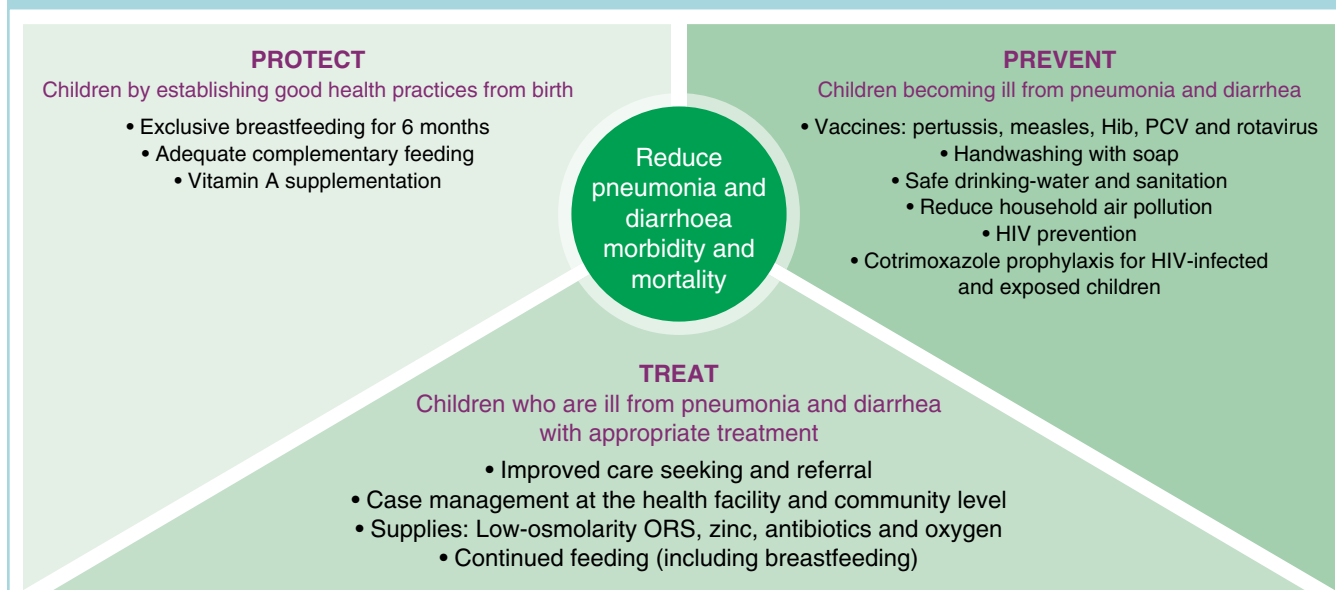 PROTECT
Children by establishing good health practices from birth
• Exclusive breastfeeding for 6 months
• Adequate complementary feeding
• Vitamin A supplementation
PREVENT
Children becoming ill from pneumonia and diarrhea
• Vaccines: pertussis, measles, Hib, PCV and rotavirus
• Handwashing with soap
• Safe drinking-water and sanitation
• Reduce household air pollution
• HIV prevention
• Cotrimoxazole prophylaxis for HIV-infected
and exposed children
Reduce
pneumonia and
diarrhoea
morbidity and
mortality
TREAT
Children who are ill from pneumonia and diarrhea
with appropriate treatment
• Improved care seeking and referral
• Case management at the health facility and community level
• Supplies: Low-osmolarity ORS, zinc, antibiotics and oxygen
• Continued feeding (including breastfeeding)